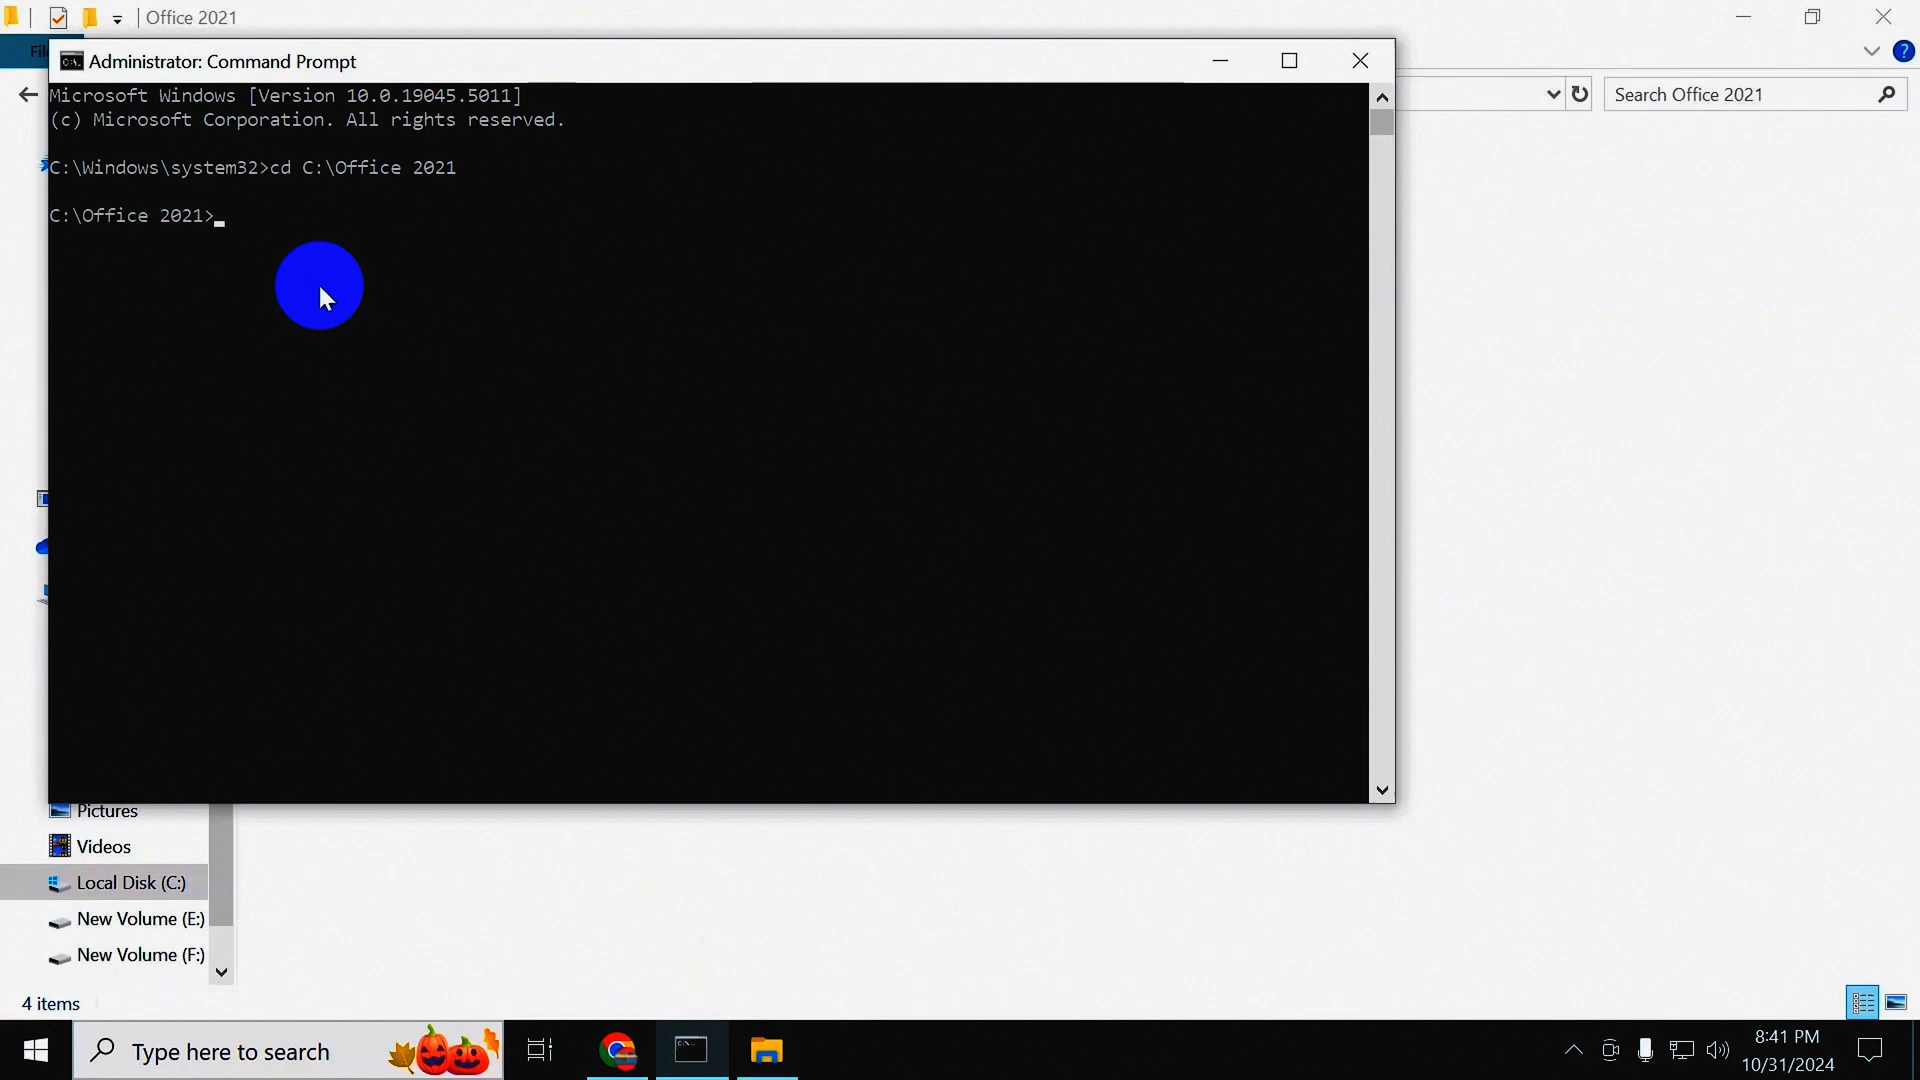 Office 2021
Fil
Administrator: Command Prompt
Search Office 2021
Microsoft Windows [Version 10.0.19045.5011]
(c) Microsoft Corporation. All rights reserved.
C:\Windows\system32>cd C:\Office 2021
C:\Office 2021>
Pictures
Videos
Local Disk (C:)
New Volume (E:)
New Volume (F:)
4 items
Type here to search
8:41 PM
10/31/2024